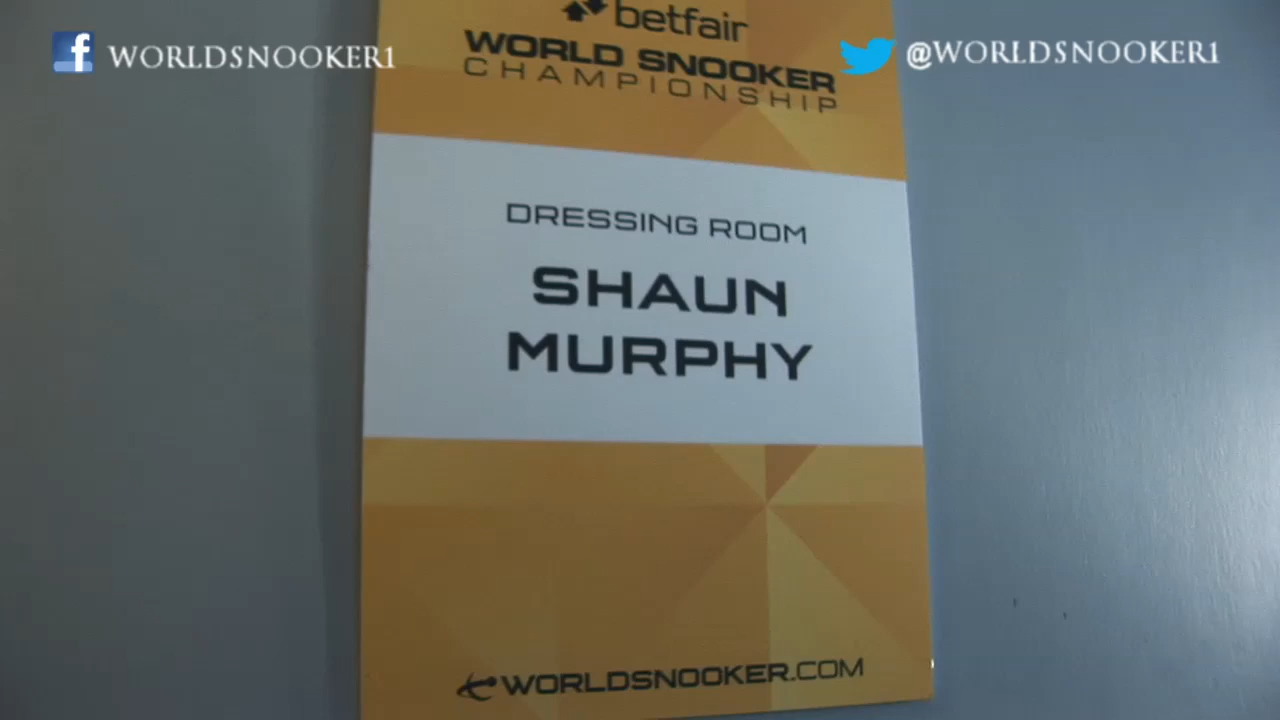 betfair
WORLD SNOOKER
CHAMPIONSHIP
WORLDSNOOKER1
@WORLDSNOOKER1
DRESSING ROOM
SHAUN
MURPHY
WORLDSNOOKER.COM